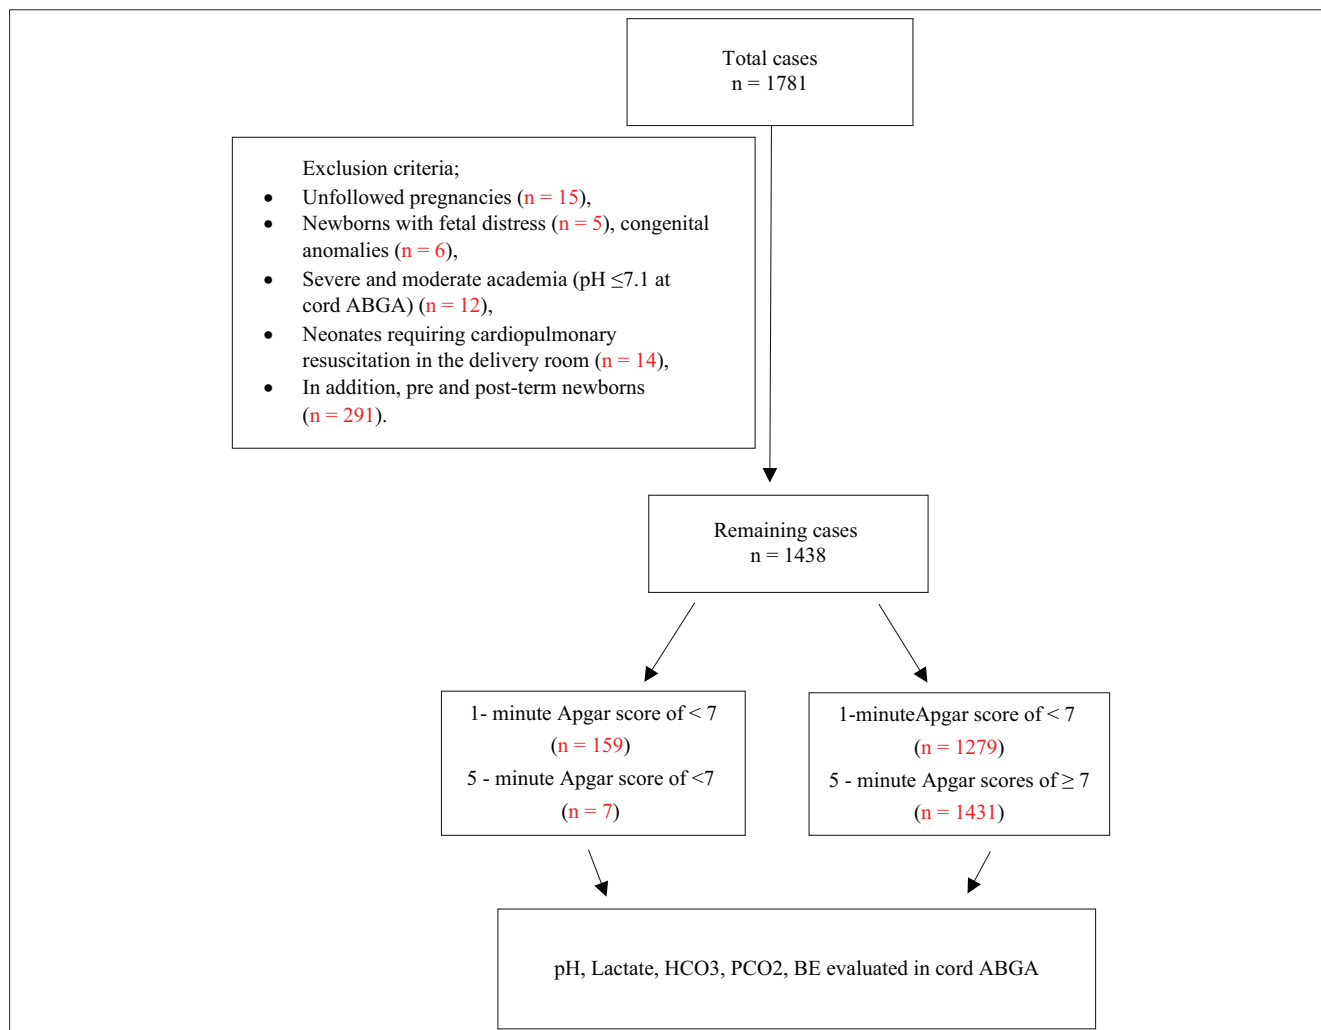 Total cases
n = 1781
Exclusion criteria;
• Unfollowed pregnancies (n = 15),
• Newborns with fetal distress (n = 5), congenital
anomalies (n = 6),
• Severe and moderate academia (pH ≤7.1 at
cord ABGA) (n = 12),
• Neonates requiring cardiopulmonary
resuscitation in the delivery room (n = 14),
• In addition, pre and post-term newborns
(n = 291).
Remaining cases
n = 1438
1- minute Apgar score of < 7
(n = 159)
5 - minute Apgar score of <7
(n = 7)
1-minuteApgar score of < 7
(n = 1279)
5 - minute Apgar scores of ≥ 7
(n = 1431)
pH, Lactate, HCO3, PCO2, BE evaluated in cord ABGA